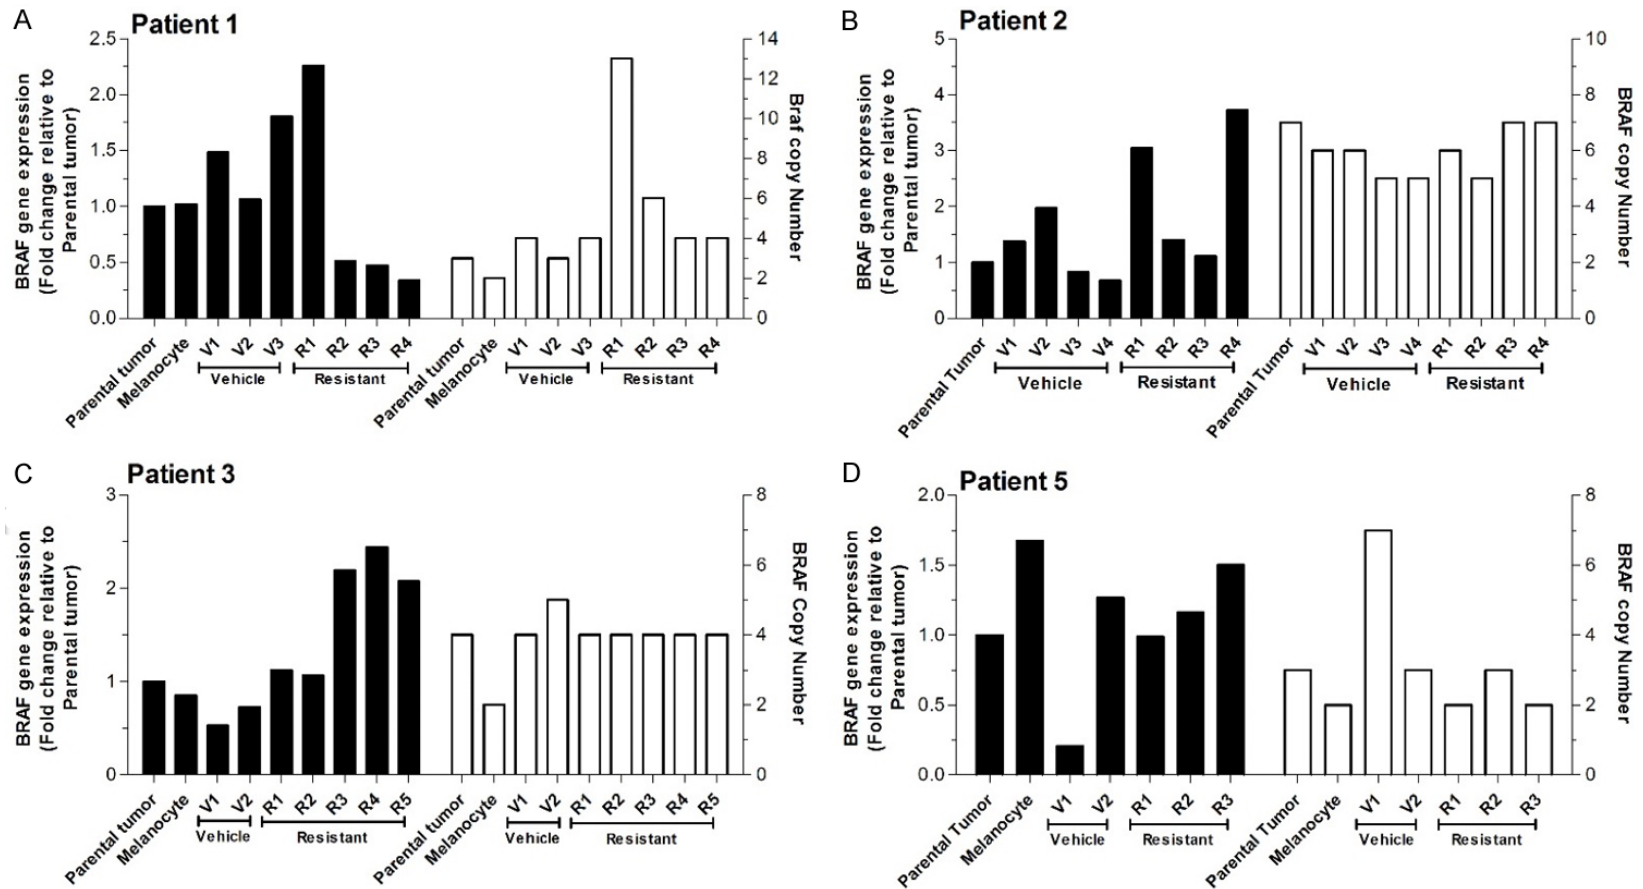 A
Patient 1
BRAF gene expression
(Fold change relative to
Parental tumor)
2.5
2.0
1.5
1.0
0.5
0.0
14
12
10
8
6
4
2
0
Braf copy Number
Parental tumor
Melanocyte
V1
V2
V3
R1
R2
R3
R4
Vehicle
Resistant
Parental tumor
Melanocyte
V1
V2
V3
R1
R2
R3
R4
Vehicle
Resistant
B
Patient 2
BRAF gene expression
(Fold change relative to
Parental tumor)
5
4
3
2
1
0
10
8
6
4
2
0
BRAF copy Number
Parental Tumor
V1
V2
V3
V4
R1
R2
R3
R4
Vehicle
Resistant
Parental Tumor
V1
V2
V3
V4
R1
R2
R3
R4
Vehicle
Resistant
C
Patient 3
BRAF gene expression
(Fold change relative to
Parental tumor)
3
2
1
0
8
6
4
2
0
BRAF Copy Number
Parental tumor
Melanocyte
V1
V2
R1
R2
R3
R4
R5
Vehicle
Resistant
Parental tumor
Melanocyte
V1
V2
R1
R2
R3
R4
R5
Vehicle
Resistant
D
Patient 5
BRAF gene expression
(Fold change relative to
Parental tumor)
2.0
1.5
1.0
0.5
0.0
8
6
4
2
0
BRAF copy Number
Parental Tumor
Melanocyte
V1
V2
R1
R2
R3
Vehicle
Resistant
Parental Tumor
Melanocyte
V1
V2
R1
R2
R3
Vehicle
Resistant